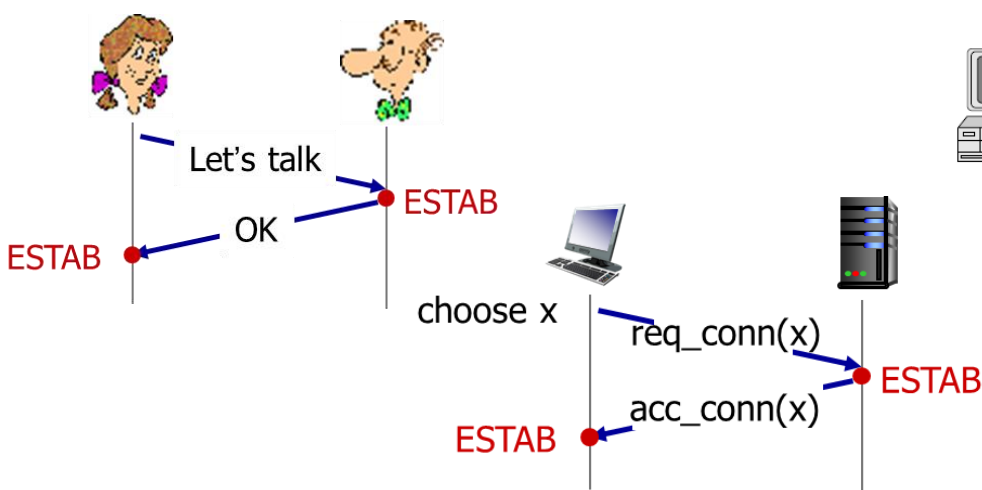 Let’s talk
ESTAB
OK
ESTAB
choose x
req_conn(x)
ESTAB
acc_conn(x)
ESTAB